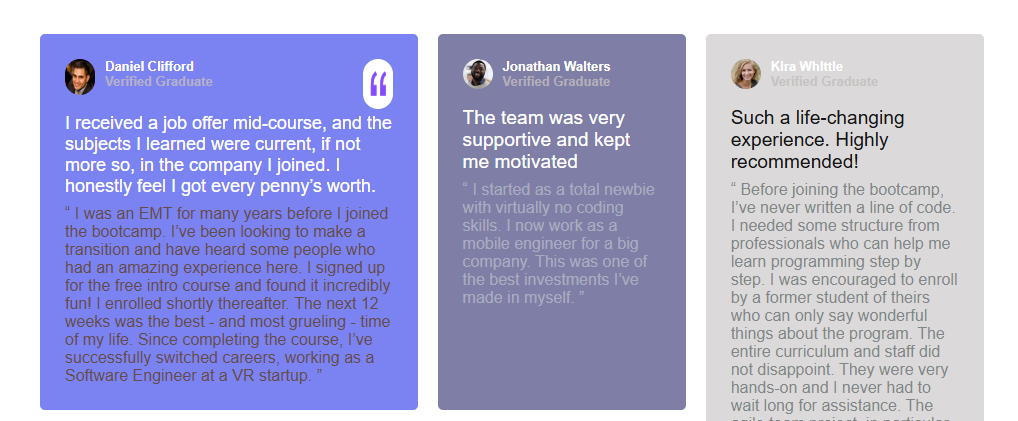 Daniel Clifford
Verified Graduate
I received a job offer mid-course, and the
subjects I learned were current, if not
more so, in the company I joined. I
honestly feel I got every penny’s worth.
“ I was an EMT for many years before I joined
the bootcamp. I’ve been looking to make a
transition and have heard some people who
had an amazing experience here. I signed up
for the free intro course and found it incredibly
fun! I enrolled shortly thereafter. The next 12
weeks was the best - and most grueling - time
of my life. Since completing the course, I’ve
successfully switched careers, working as a
Software Engineer at a VR startup. ”
Jonathan Walters
Verified Graduate
The team was very
supportive and kept
me motivated
“ I started as a total newbie
with virtually no coding
skills. I now work as a
mobile engineer for a big
company. This was one of
the best investments I’ve
made in myself. ”
Kira Whittle
Verified Graduate
Such a life-changing
experience. Highly
recommended!
“ Before joining the bootcamp,
I’ve never written a line of code.
I needed some structure from
professionals who can help me
learn programming step by
step. I was encouraged to enroll
by a former student of theirs
who can only say wonderful
things about the program. The
entire curriculum and staff did
not disappoint. They were very
hands-on and I never had to
wait long for assistance. The
agile team project, in particular,